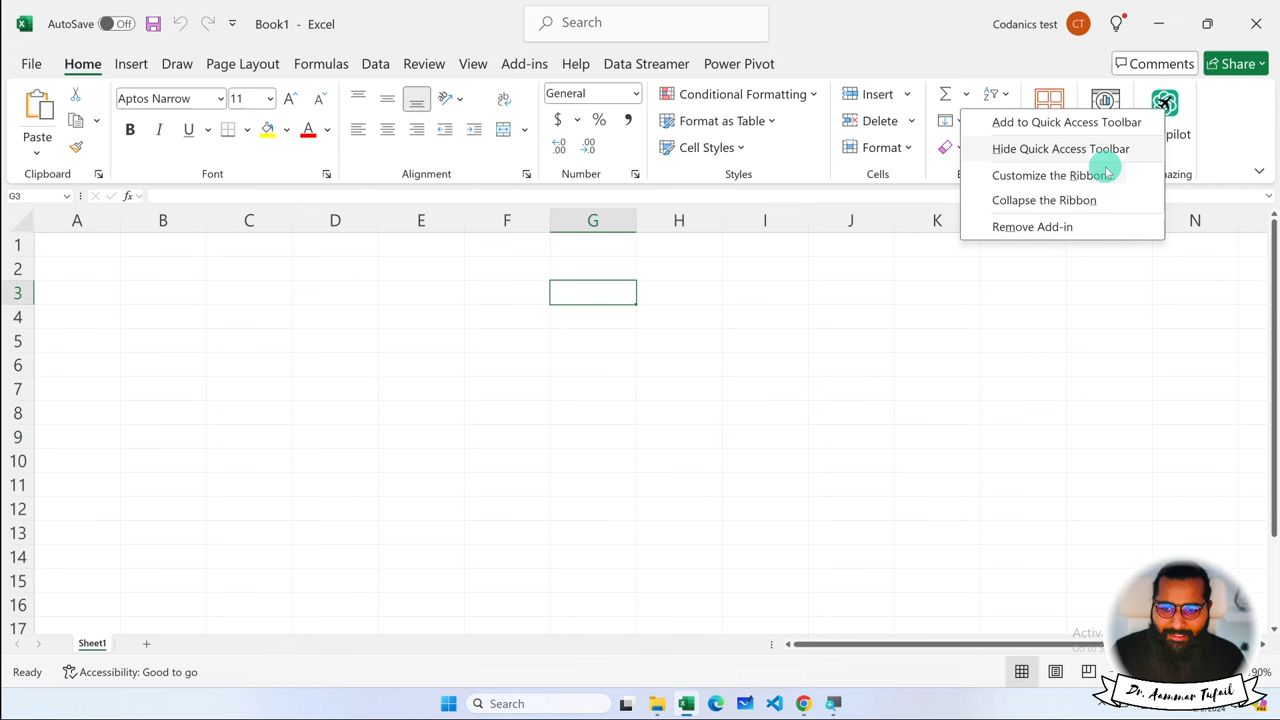 AutoSave Off Book1 - Excel Search Codanics test CT
File Home Insert Draw Page Layout Formulas Data Review View Add-ins Help Data Streamer Power Pivot Comments Share
Paste
Clipboard
Aptos Narrow 11
B I U A
Font
Alignment
General
$ % ,
Number
Conditional Formatting
Format as Table
Cell Styles
Styles
Insert
Delete
Format
Cells
Add to Quick Access Toolbar
Hide Quick Access Toolbar
Customize the Ribbon
Collapse the Ribbon
Remove Add-in
G3 fx
A B C D E F G H I J K N
1
2
3
4
5
6
7
8
9
10
11
12
13
14
15
16
17
Sheet1
Ready Accessibility: Good to go 90%
Search
Dr. Aammar Tufail